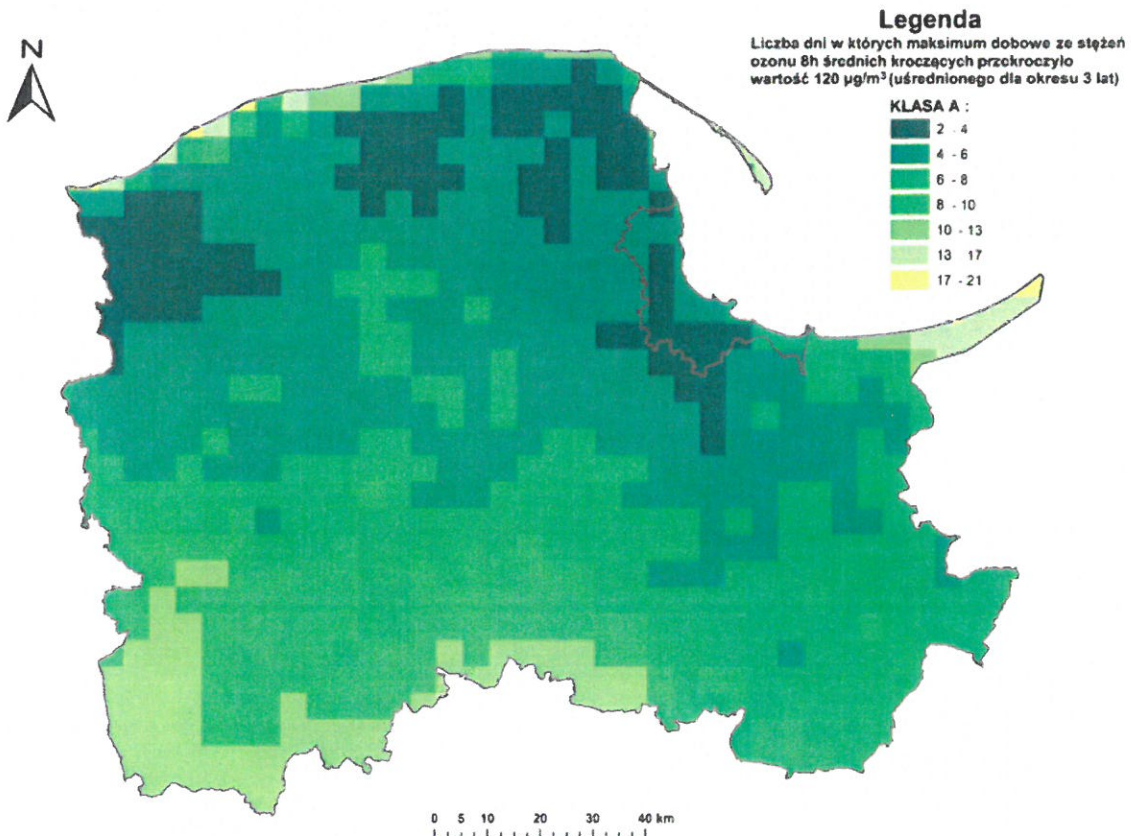 Legenda
Liczba dni w których maksimum dobowe ze stężeń
ozonu 8h średnich kroczących przekroczyło
wartość 120 µg/m³ (uśrednionego dla okresu 3 lat)
N
KLASA A :
2 - 4
4 - 6
6 - 8
8 - 10
10 - 13
13 17
17 - 21
0 5 10 20 30 40 km